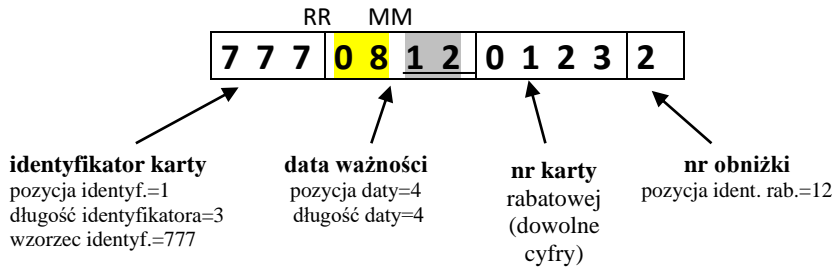 RR MM
7 7 7 0 8 1 2 0 1 2 3 2
identyfikator karty
pozycja identyf.=1
długość identyfikatora=3
wzorzec identyf.=777
data ważności
pozycja daty=4
długość daty=4
nr karty
rabatowej
(dowolne
cyfry)
nr obniżki
pozycja ident. rab.=12